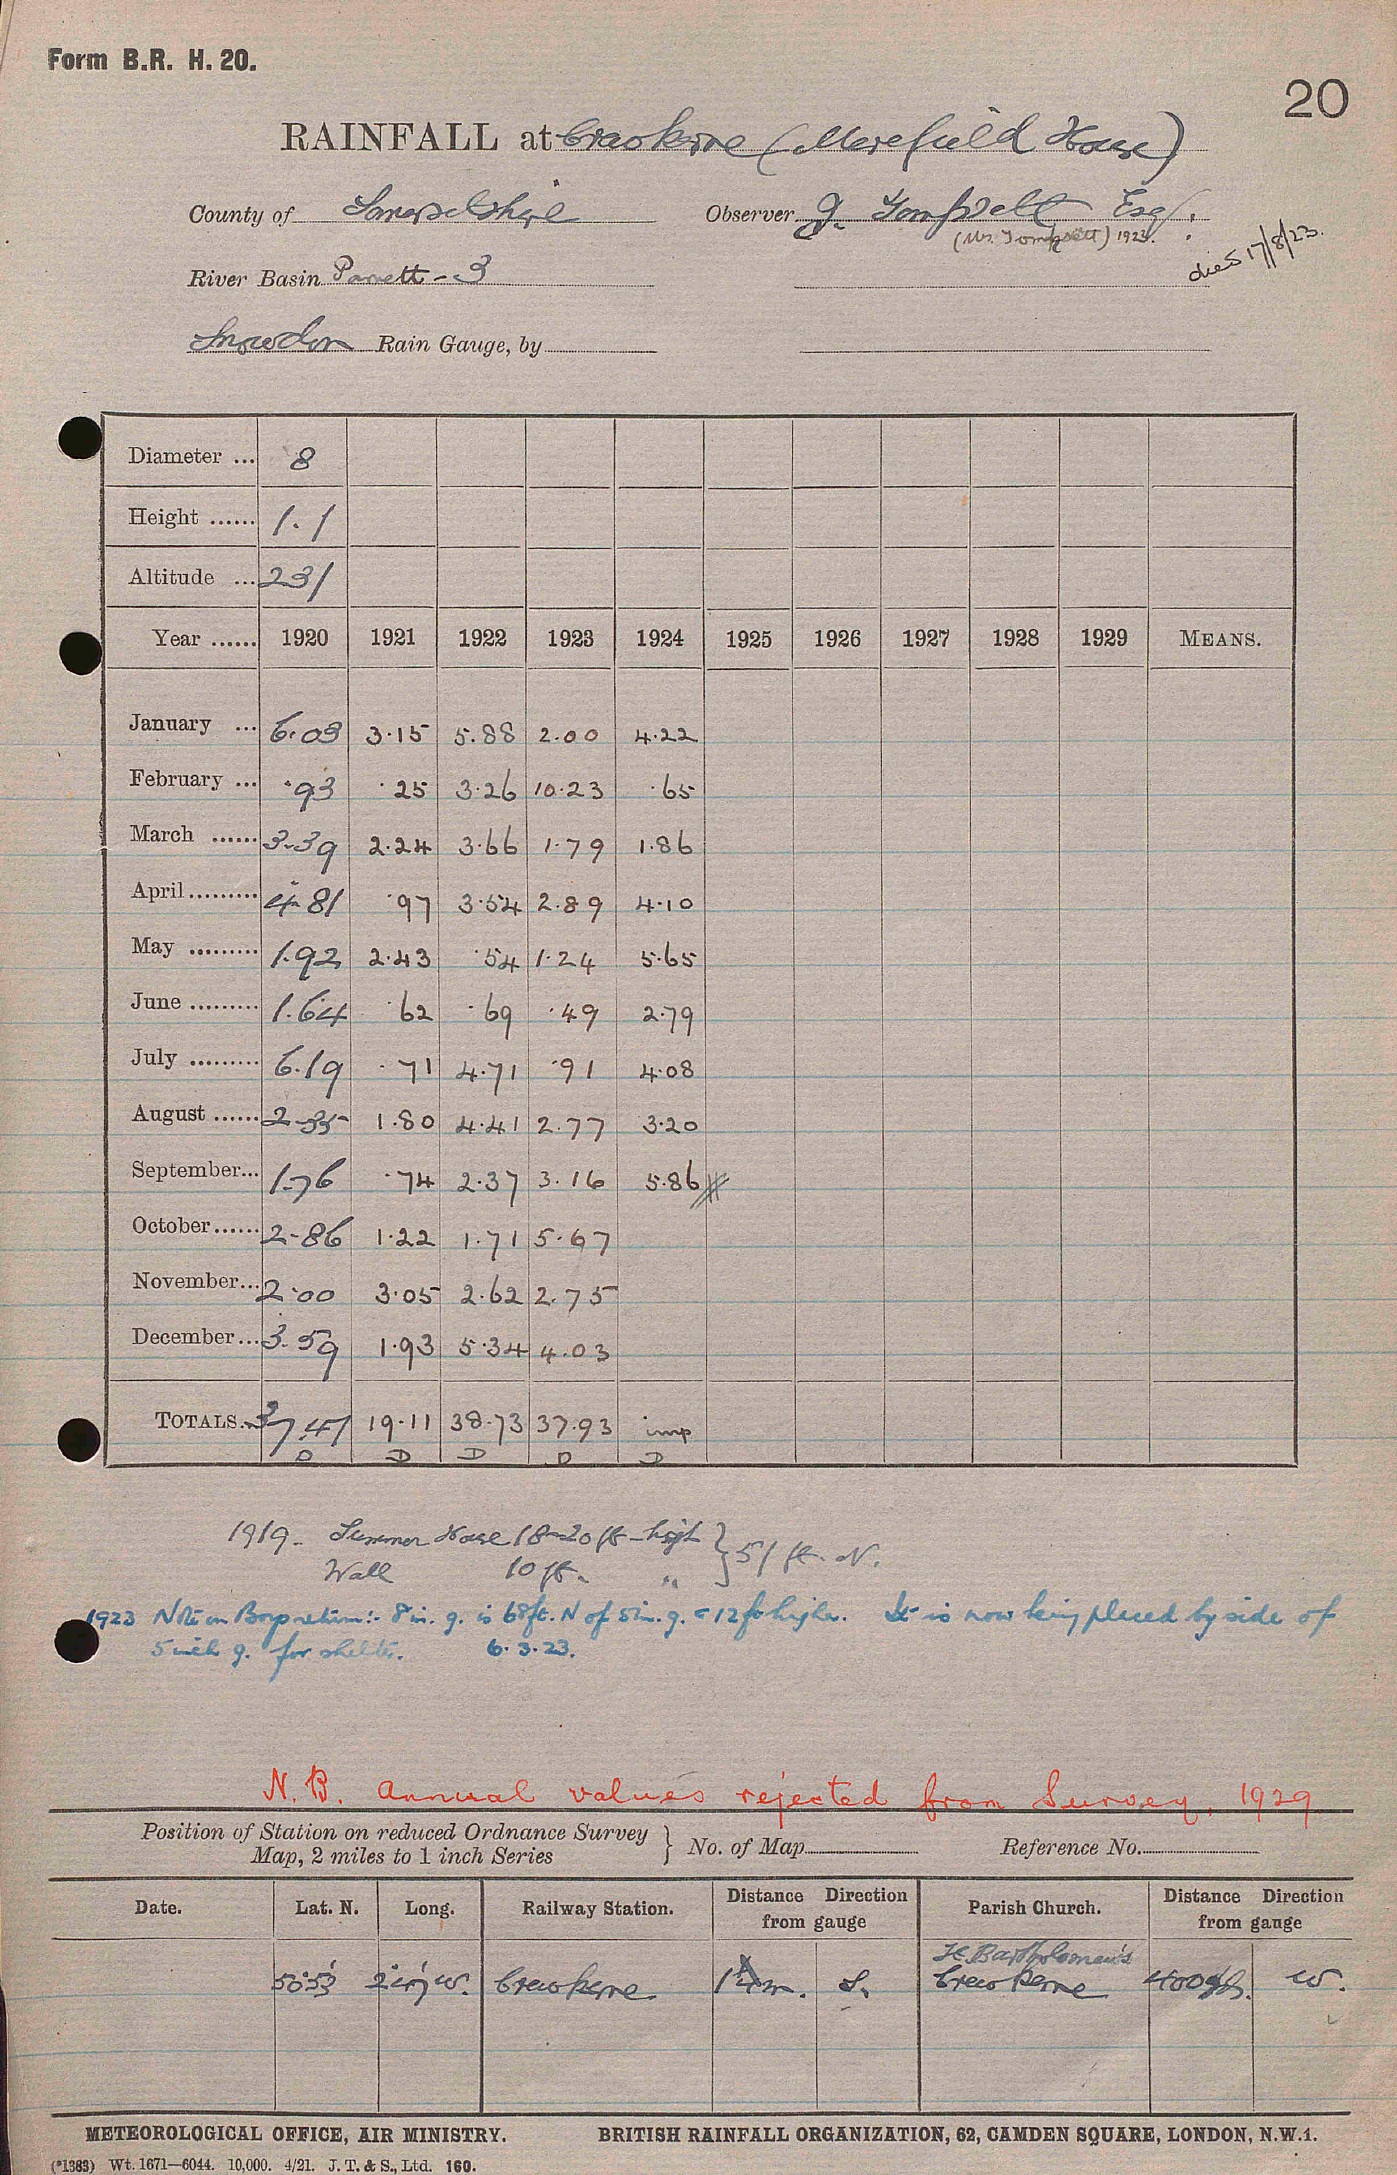 Form B.R. H. 20.
20
RAINFALL at Crewkerne (Merefield House)
County of Somersetshire Observer G. Tompsett Esq.
(Mr. Tompsett) 1923. died 17/8/23.
River Basin Parrett - 3
Snowdon Rain Gauge, by
Diameter ... 8
Height ...... 1.1
Altitude ... 231
Year ...... 1920 1921 1922 1923 1924 1925 1926 1927 1928 1929 MEANS.
January ... 6.03 3.15 5.88 2.00 4.22
February ... .93 .25 3.26 10.23 .65
March ...... 3.39 2.24 3.66 1.79 1.86
April ......... 4.81 .97 3.54 2.89 4.10
May ......... 1.92 2.43 .54 1.24 5.65
June ......... 1.64 .62 .69 .49 2.79
July ......... 6.19 .71 4.71 .91 4.08
August ...... 2.35 1.80 4.41 2.77 3.20
September... 1.76 .74 2.37 3.16 5.86
October ...... 2.86 1.22 1.71 5.67
November... 2.00 3.05 2.62 2.75
December... 3.59 1.93 5.34 4.03
TOTALS... 37.47 19.11 38.73 37.93 imp
D D D D D
1919. Summer House 18-20 ft high } 51 ft. N.
Wall 10 ft. "
1923 Note on return:- 8 in. g. is 68 ft. N of 5 in. g. & 12 ft higher. It is now being placed by side of
5 inch g. for shelter. 6.3.23.
N.B. Annual values rejected from Survey, 1929
Position of Station on reduced Ordnance Survey
Map, 2 miles to 1 inch Series } No. of Map Reference No.
Date. Lat. N. Long. Railway Station. Distance Direction from gauge Parish Church. Distance Direction from gauge
St. Bartholomew's
50°53' 2°47' W. Crewkerne 1¼ m. S. Crewkerne 400 yds. W.
METEOROLOGICAL OFFICE, AIR MINISTRY. BRITISH RAINFALL ORGANIZATION, 62, CAMDEN SQUARE, LONDON, N.W.1.
(*1383) Wt. 1671—6044. 10,000. 4/21. J. T. & S., Ltd. 160.